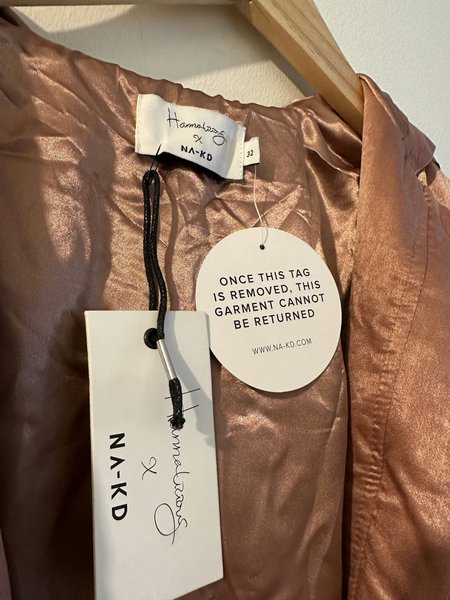 Hannalicious
x
NA-KD
32
ONCE THIS TAG
IS REMOVED, THIS
GARMENT CANNOT
BE RETURNED
WWW.NA-KD.COM
Hannalicious
x
NA-KD